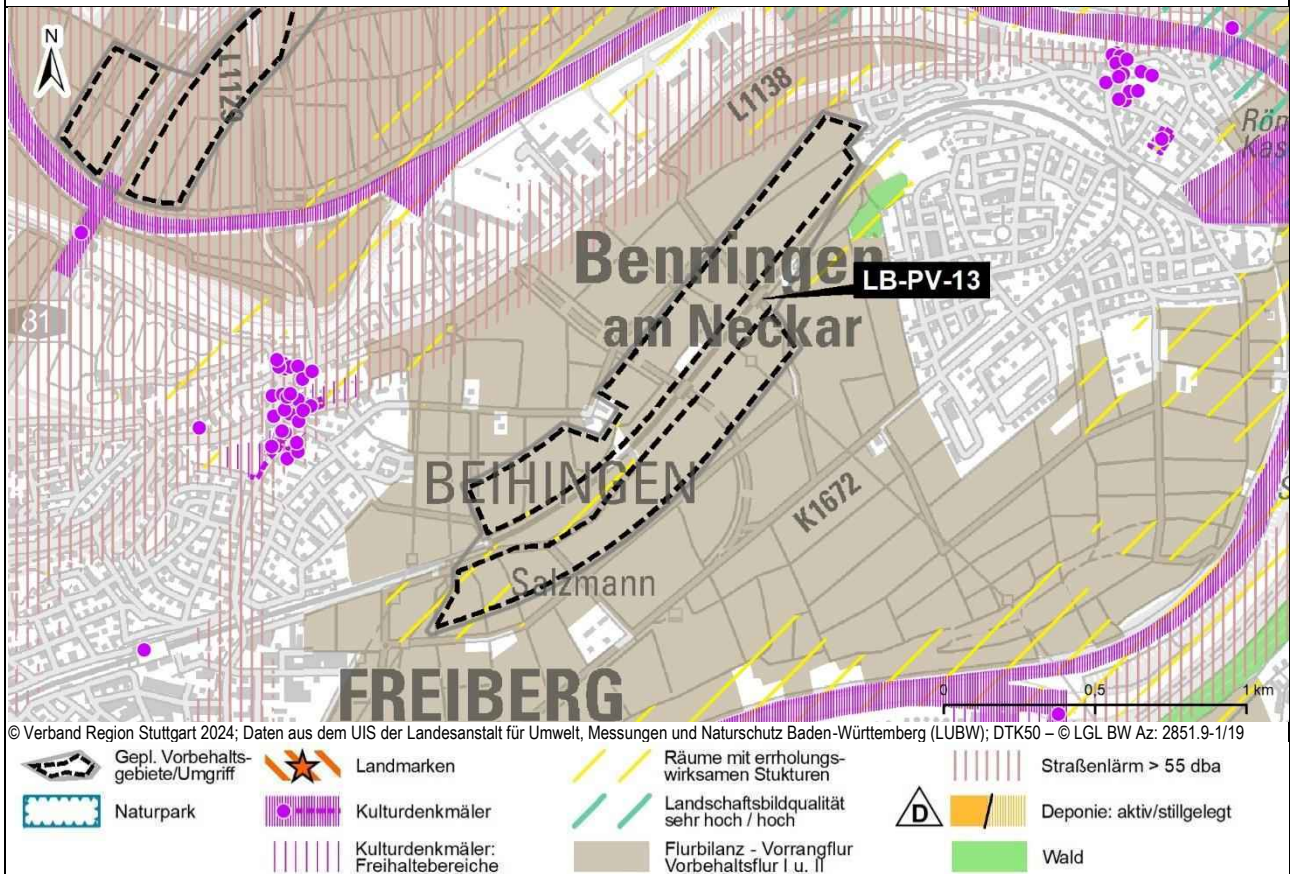 N
L1129
L1138
Röm
Kas
Benningen
am Neckar
LB-PV-13
81
BEIHINGEN
K1672
Salzmann
FREIBERG
0 0,5 1 km
© Verband Region Stuttgart 2024; Daten aus dem UIS der Landesanstalt für Umwelt, Messungen und Naturschutz Baden-Württemberg (LUBW); DTK50 – © LGL BW Az: 2851.9-1/19
Gepl. Vorbehalts-
gebiete/Umgriff
Landmarken
Räume mit errholungs-
wirksamen Stukturen
Straßenlärm > 55 dba
Naturpark
Kulturdenkmäler
Landschaftsbildqualität
sehr hoch / hoch
D
Deponie: aktiv/stillgelegt
Kulturdenkmäler:
Freihaltebereiche
Flurbilanz - Vorrangflur
Vorbehaltsflur I u. II
Wald